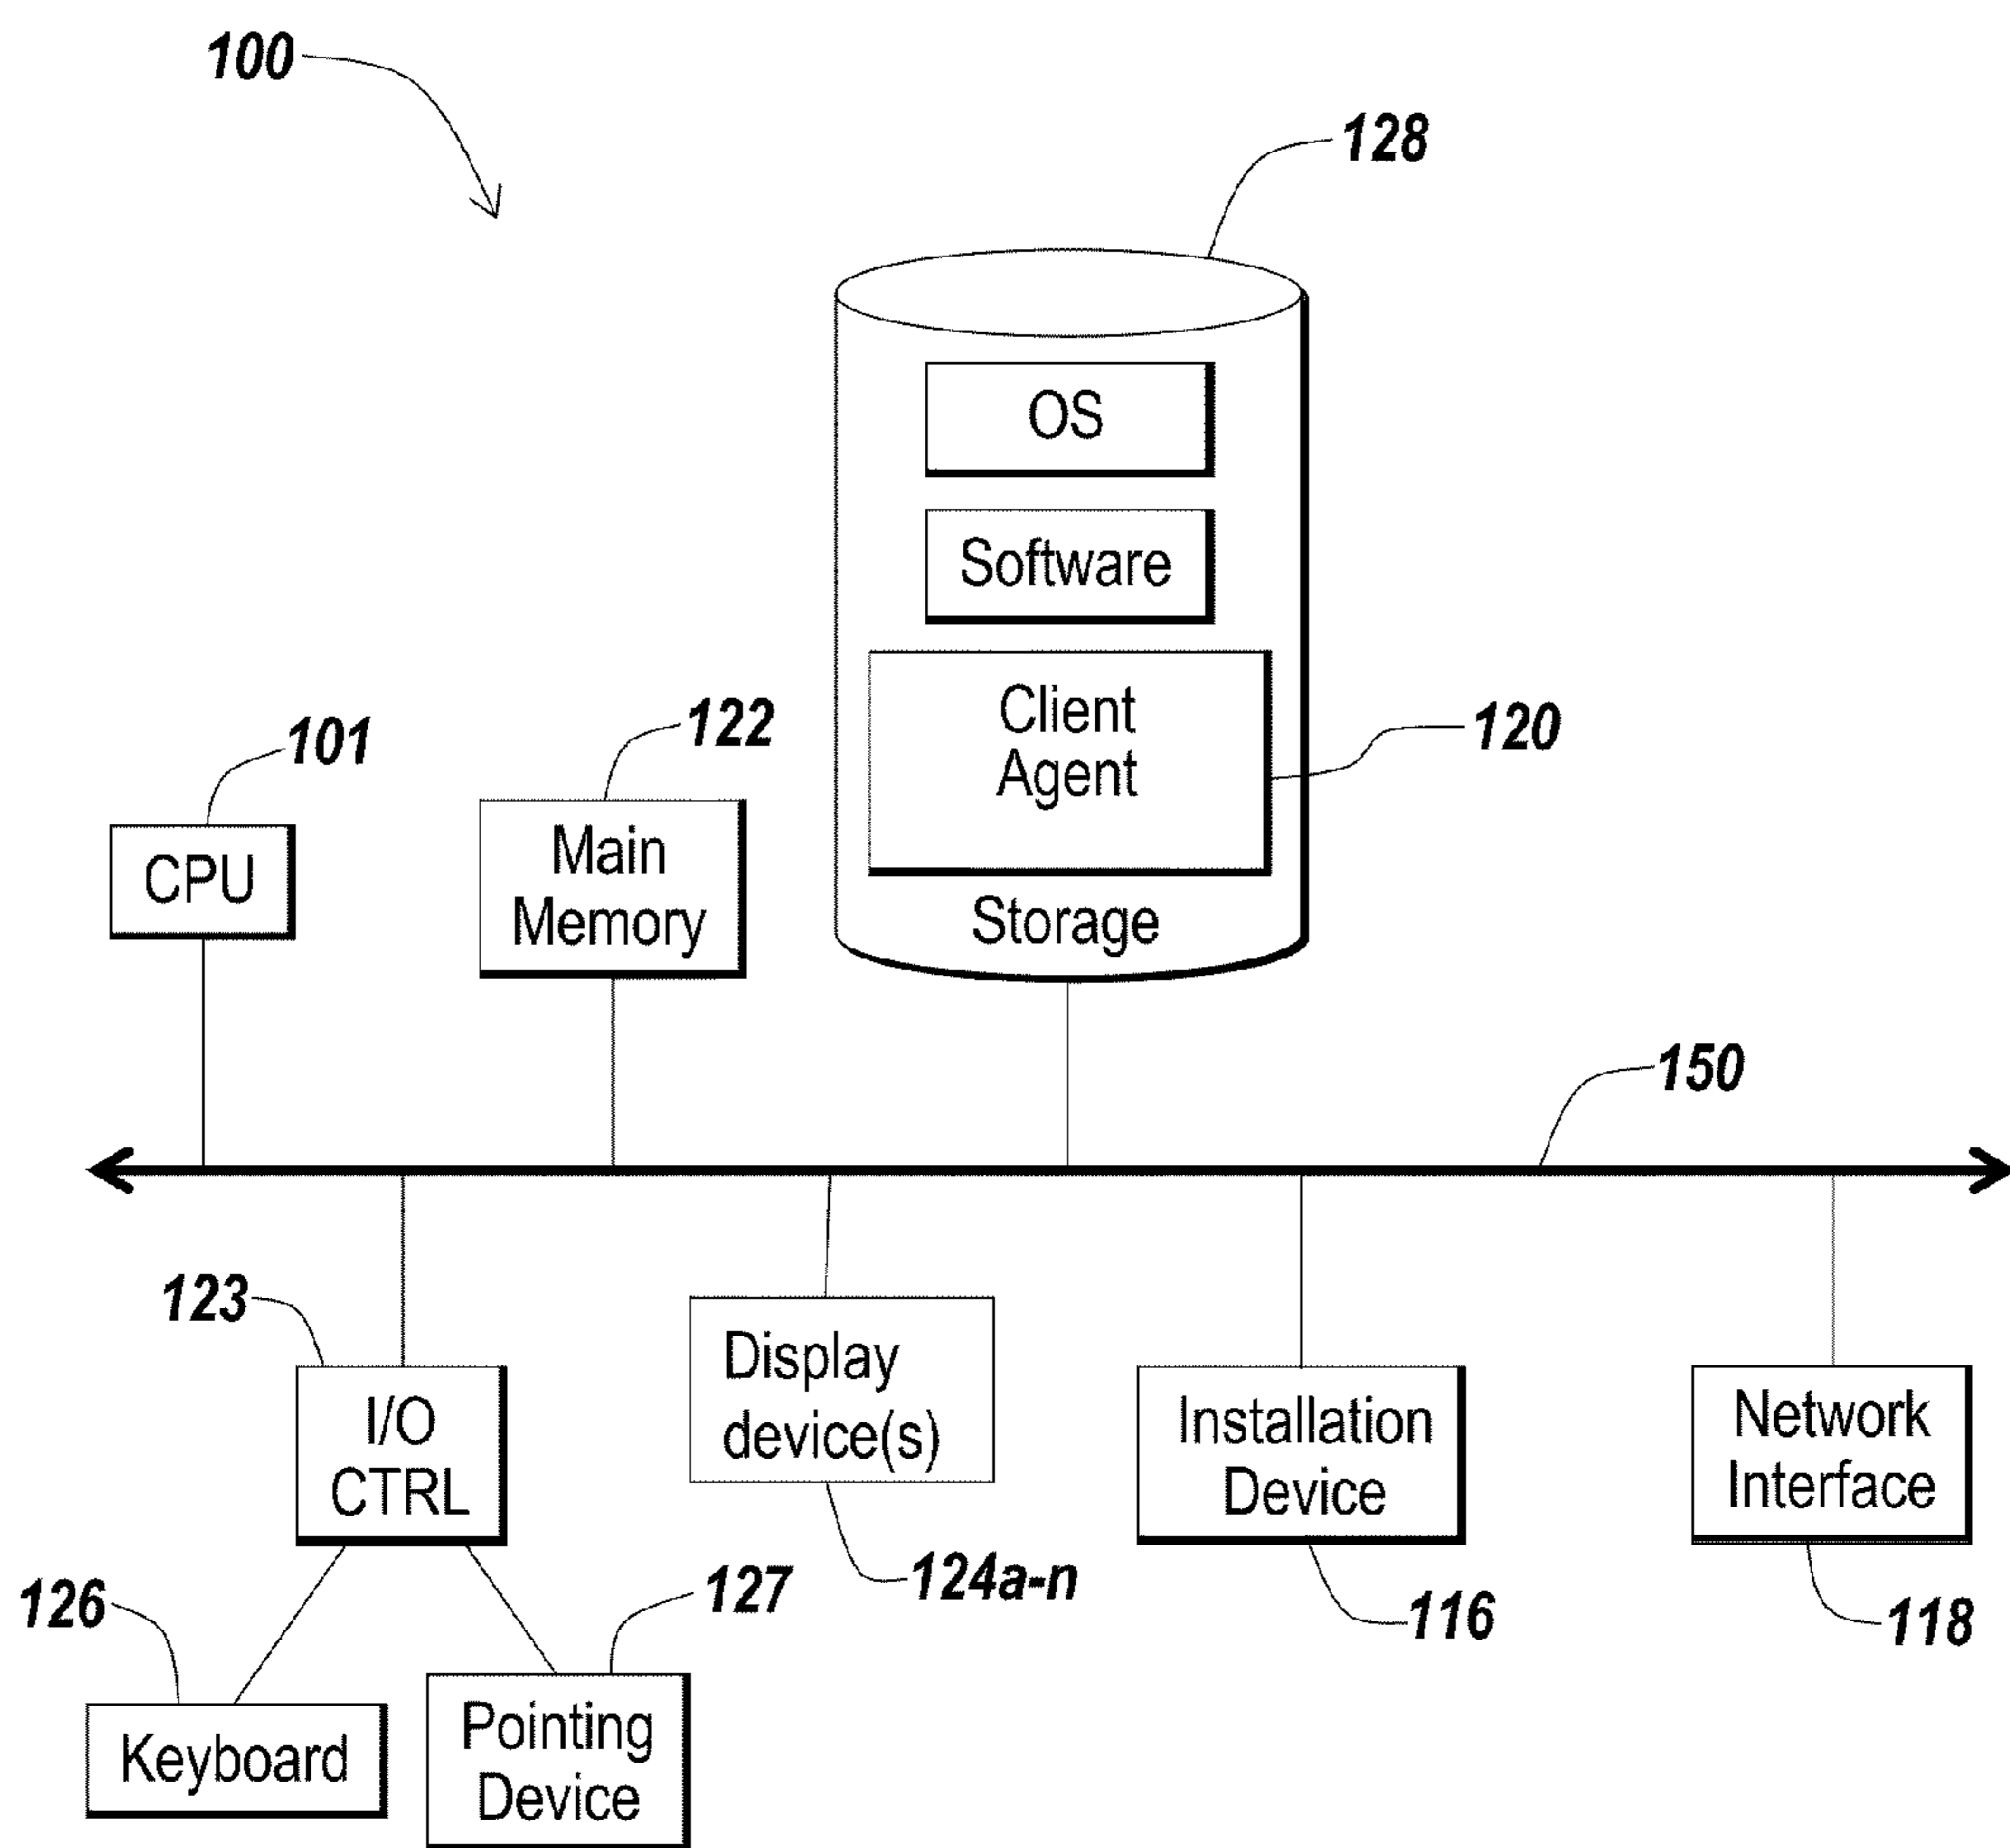 100
128
OS
Software
Client
Agent
120
Storage
101
CPU
122
Main
Memory
150
123
I/O
CTRL
Display
device(s)
124a-n
Installation
Device
116
Network
Interface
118
126
Keyboard
127
Pointing
Device